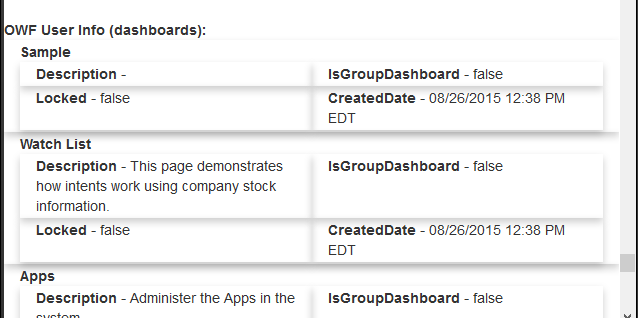 OWF User Info (dashboards):
Sample
Description - IsGroupDashboard - false
Locked - false CreatedDate - 08/26/2015 12:38 PM
EDT
Watch List
Description - This page demonstrates IsGroupDashboard - false
how intents work using company stock
information.
Locked - false CreatedDate - 08/26/2015 12:38 PM
EDT
Apps
Description - Administer the Apps in the IsGroupDashboard - false
system